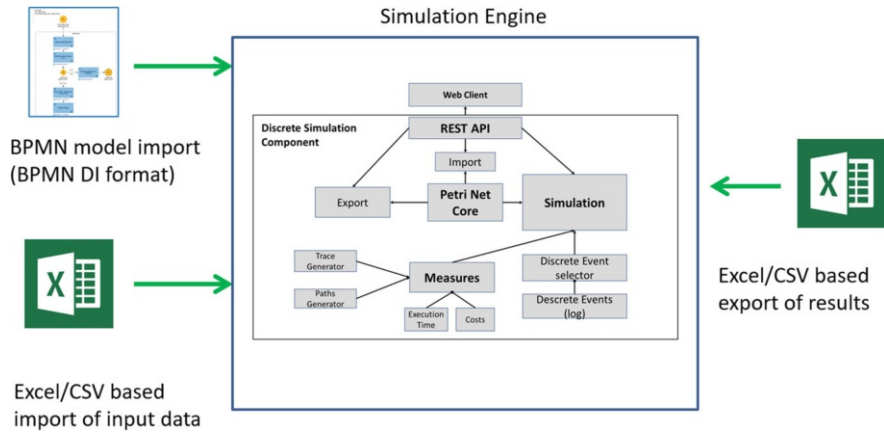 Simulation Engine
BPMN model import
(BPMN DI format)
X
Excel/CSV based
import of input data
Web Client
Discrete Simulation
Component
REST API
Import
Export
Petri Net
Core
Simulation
Trace
Generator
Measures
Discrete Event
selector
Paths
Generator
Descrete Events
(log)
Execution
Time
Costs
X
Excel/CSV based
export of results